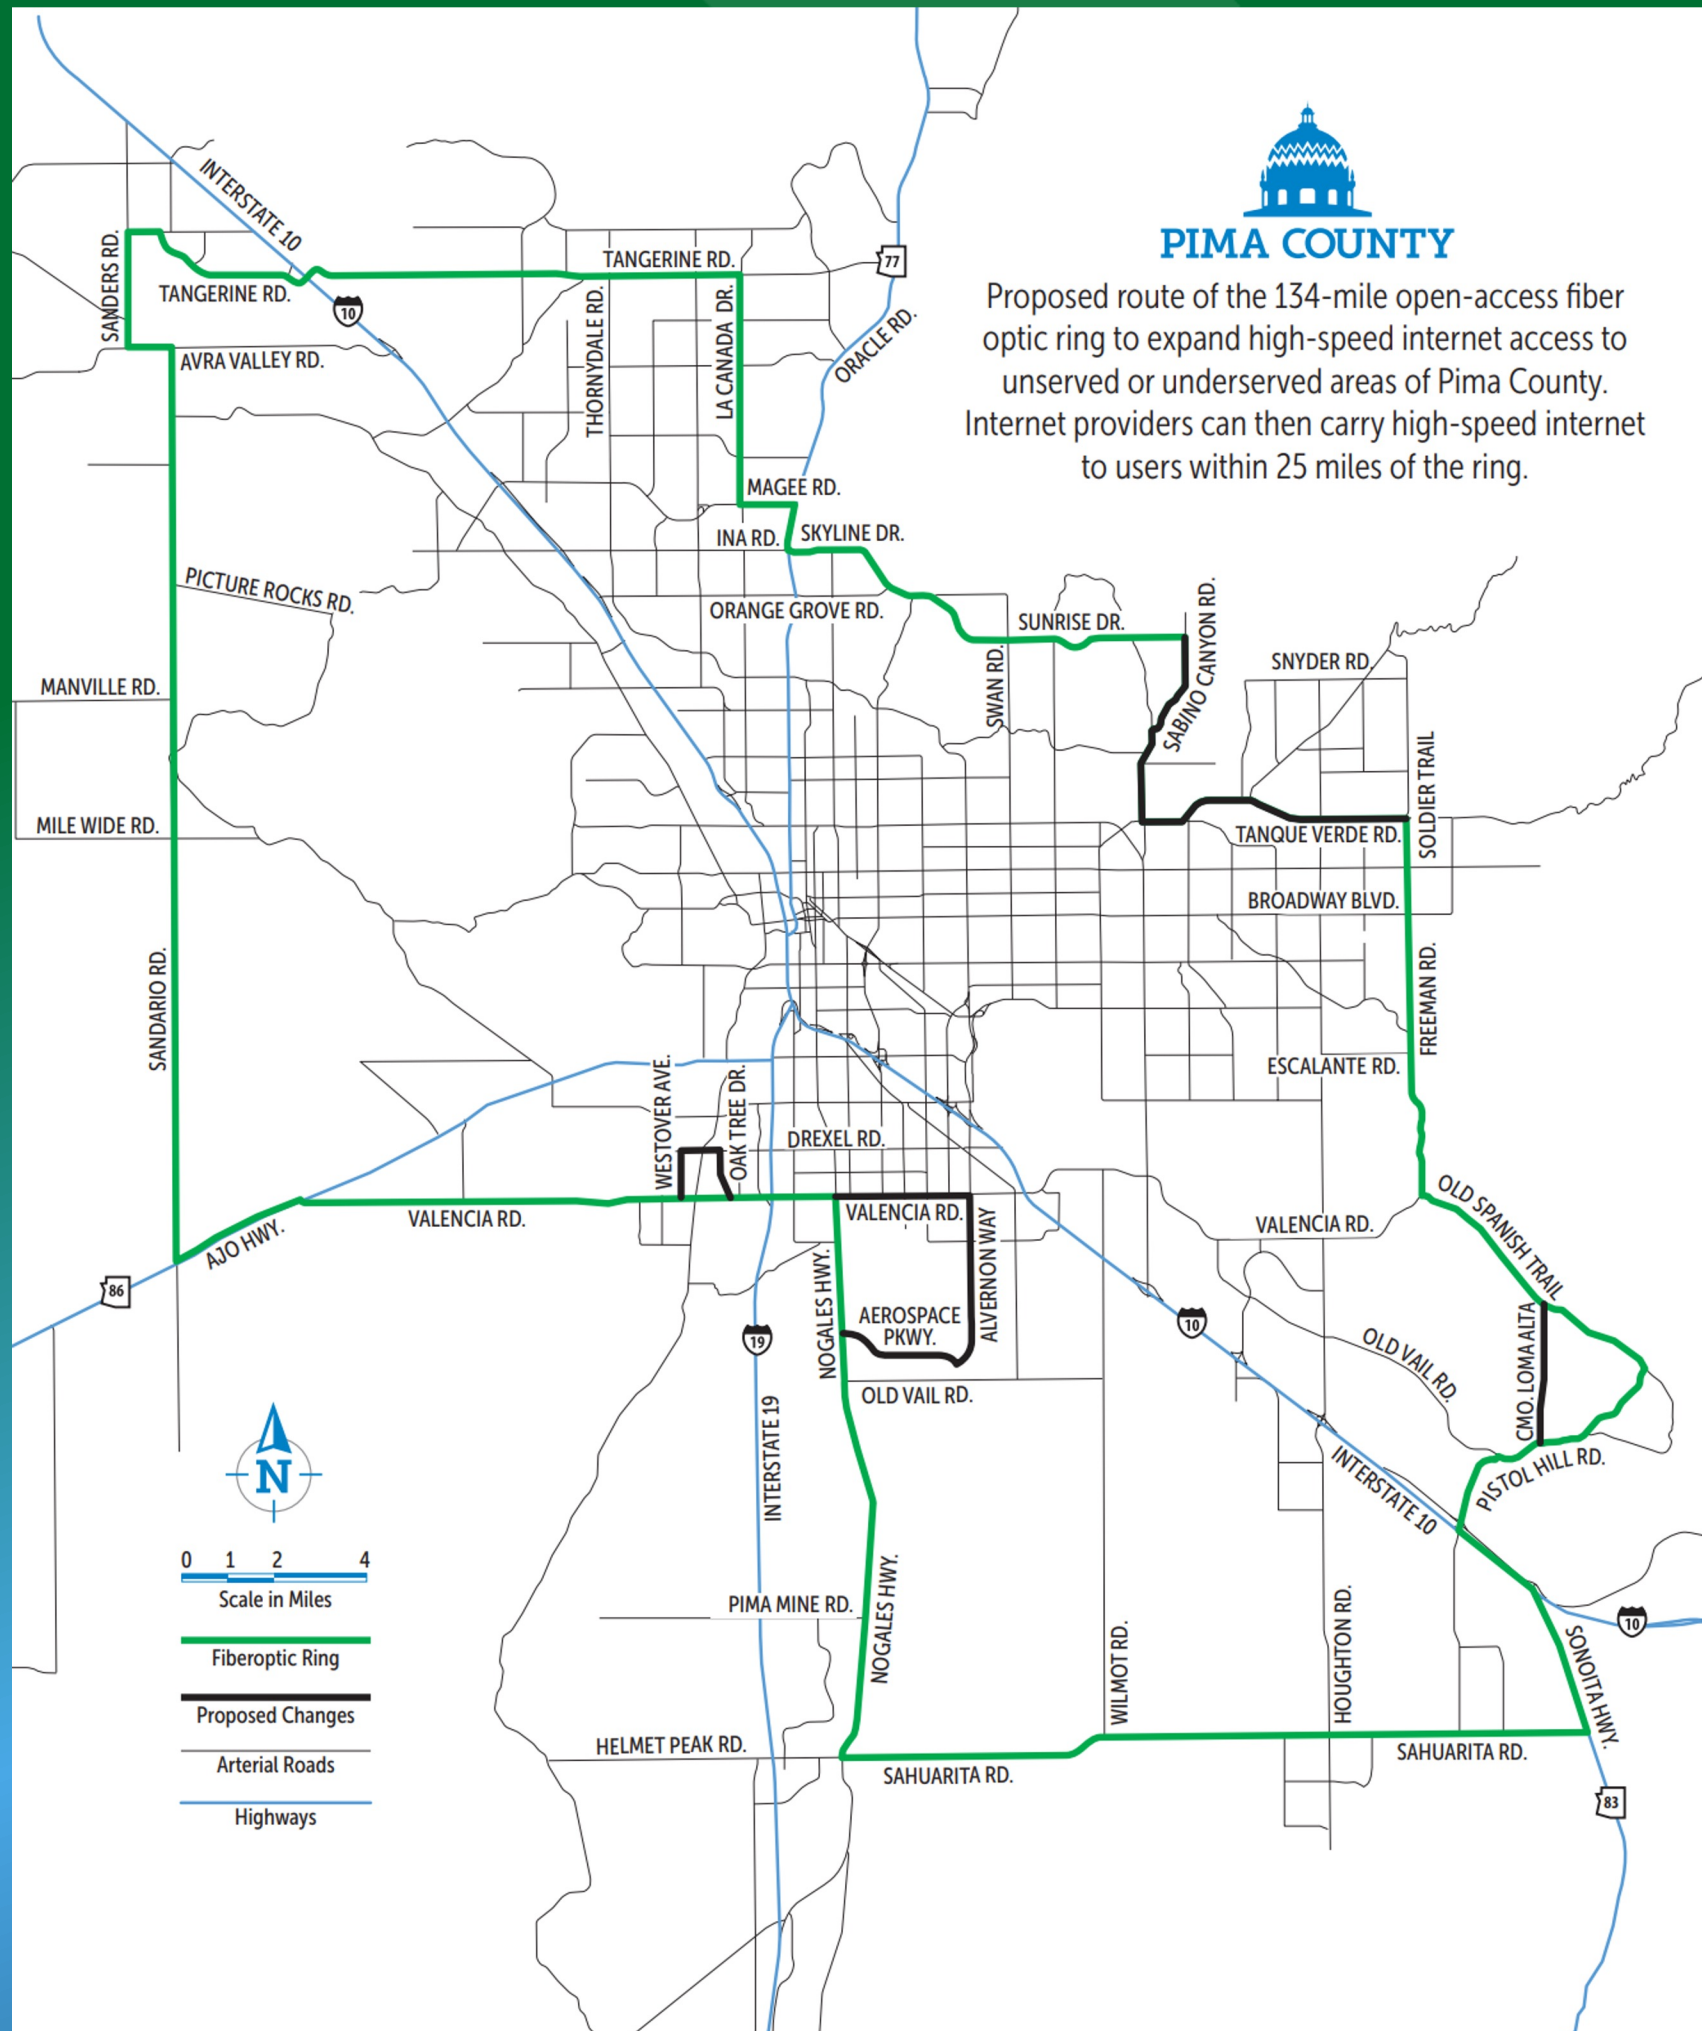 PIMA COUNTY
Proposed route of the 134-mile open-access fiber
optic ring to expand high-speed internet access to
unserved or underserved areas of Pima County.
Internet providers can then carry high-speed internet
to users within 25 miles of the ring.
INTERSTATE 10
SANDERS RD.
TANGERINE RD.
77
TANGERINE RD.
10
THORNYDALE RD.
LA CANADA DR.
ORACLE RD.
AVRA VALLEY RD.
MAGEE RD.
INA RD.
SKYLINE DR.
PICTURE ROCKS RD.
ORANGE GROVE RD.
SUNRISE DR.
SABINO CANYON RD.
SWAN RD.
SNYDER RD.
MANVILLE RD.
SOLDIER TRAIL
MILE WIDE RD.
TANQUE VERDE RD.
BROADWAY BLVD.
SANDARIO RD.
FREEMAN RD.
ESCALANTE RD.
WESTOVER AVE.
OAK TREE DR.
DREXEL RD.
OLD SPANISH TRAIL
VALENCIA RD.
VALENCIA RD.
VALENCIA RD.
AJO HWY.
86
NOGALES HWY.
ALVERNON WAY
AEROSPACE
PKWY.
19
10
CMO. LOMA ALTA
OLD VAIL RD.
OLD VAIL RD.
INTERSTATE 19
INTERSTATE 10
PISTOL HILL RD.
N
0 1 2 4
Scale in Miles
Fiberoptic Ring
Proposed Changes
Arterial Roads
Highways
PIMA MINE RD.
NOGALES HWY.
WILMOT RD.
HOUGHTON RD.
10
SONOITA HWY.
HELMET PEAK RD.
SAHUARITA RD.
SAHUARITA RD.
83